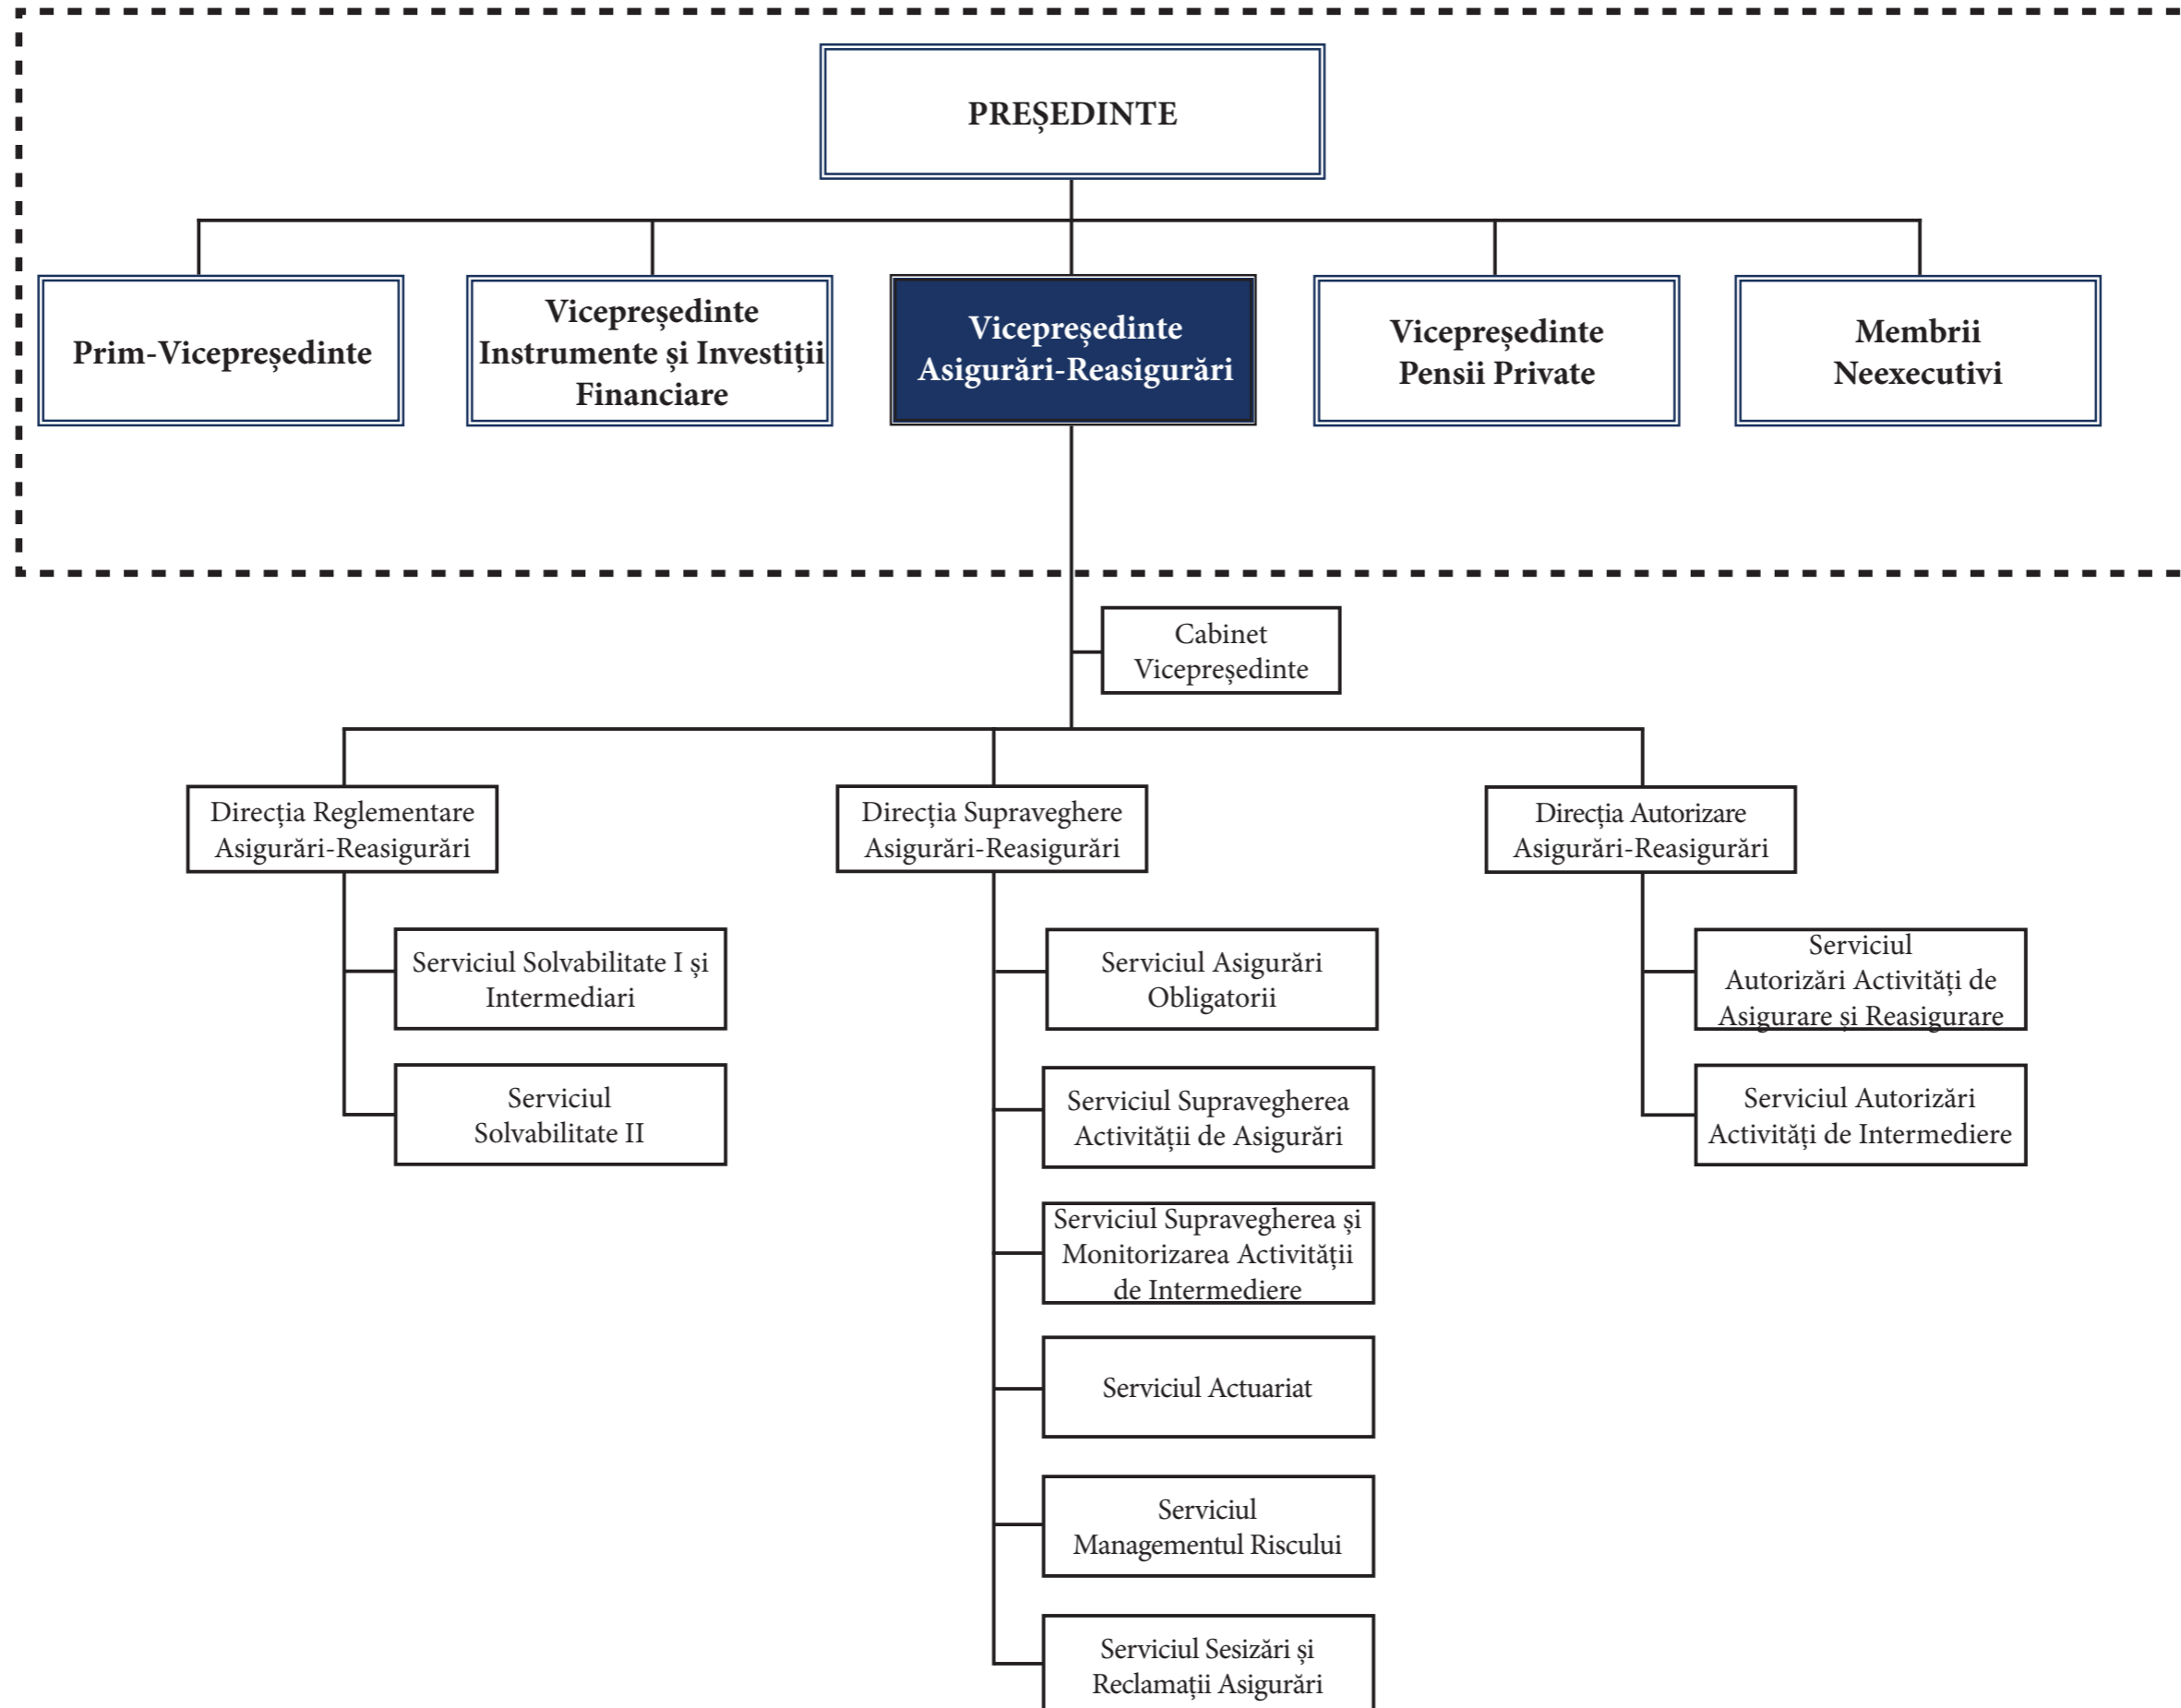 PREȘEDINTE
Prim-Vicepreședinte
Vicepreședinte
Instrumente și Investiții
Financiare
Vicepreședinte
Asigurări-Reasigurări
Vicepreședinte
Pensii Private
Membrii
Neexecutivi
Cabinet
Vicepreședinte
Direcția Reglementare
Asigurări-Reasigurări
Serviciul Solvabilitate I și
Intermediari
Serviciul
Solvabilitate II
Direcția Supraveghere
Asigurări-Reasigurări
Serviciul Asigurări
Obligatorii
Serviciul Supravegherea
Activității de Asigurări
Serviciul Supravegherea și
Monitorizarea Activității
de Intermediere
Serviciul Actuariat
Serviciul
Managementul Riscului
Serviciul Sesizări și
Reclamații Asigurări
Direcția Autorizare
Asigurări-Reasigurări
Serviciul
Autorizări Activități de
Asigurare și Reasigurare
Serviciul Autorizări
Activități de Intermediere